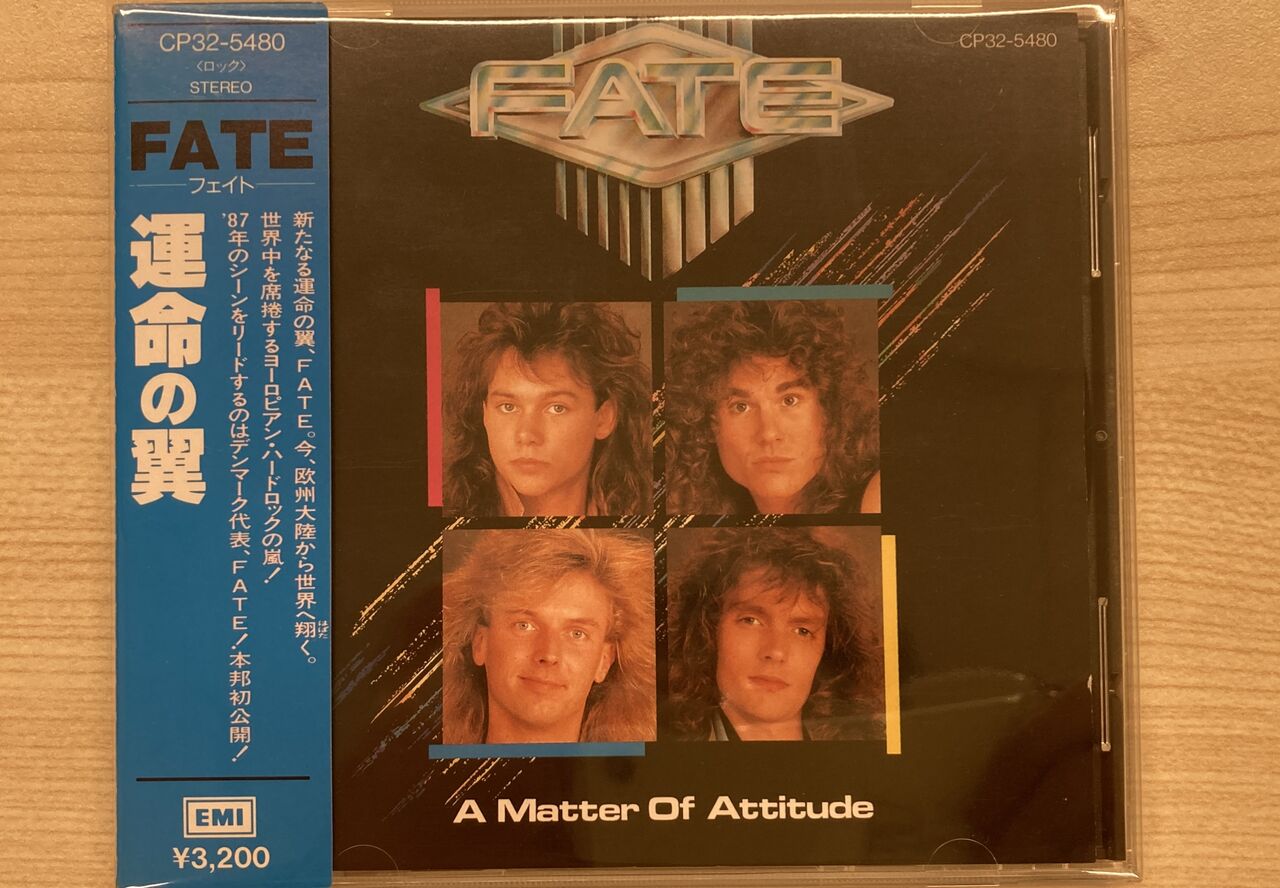 CP32-5480
〈ロック〉
STEREO
FATE
フェイト
運命の翼
新たなる運命の翼、FATE。今、欧州大陸から世界へ翔く。
はばた
世界中を席捲するヨーロピアン・ハードロックの嵐!
'87年のシーンをリードするのはデンマーク代表、FATE!本邦初公開!
EMI
¥3,200
CP32-5480
FATE
A Matter Of Attitude